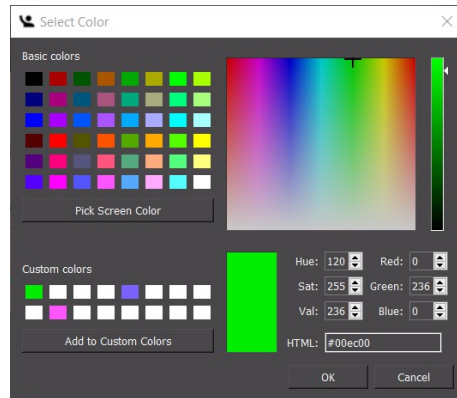 Select Color
Basic colors
Pick Screen Color
Custom colors
Add to Custom Colors
Hue: 120 Red: 0
Sat: 255 Green: 236
Val: 236 Blue: 0
HTML: #00ec00
OK Cancel